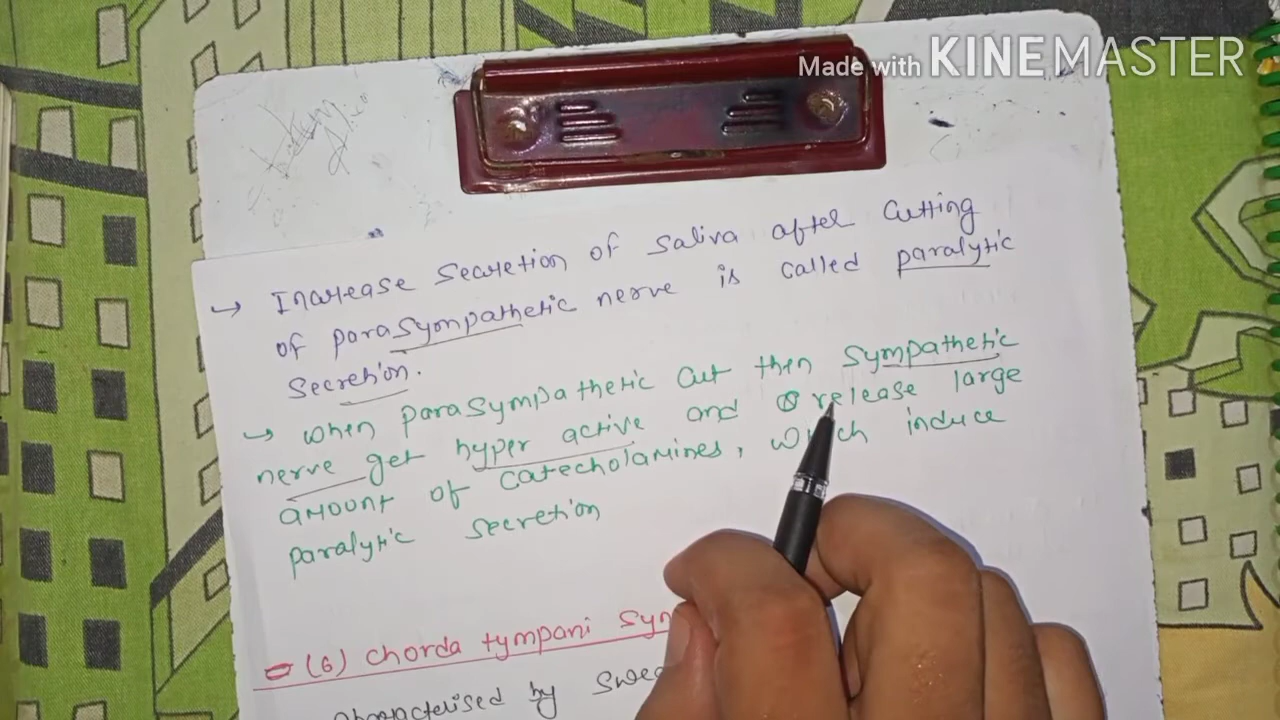 Made with KINEMASTER
→ Increase Secretion of Saliva after Cutting
of parasympathetic nerve is called paralytic
Secretion.
→ when parasympathetic cut then sympathetic
nerve get hyper active and release large
amount of catecholamines, which induce
paralytic secretion
(6) chorda tympani Syn
characterised by